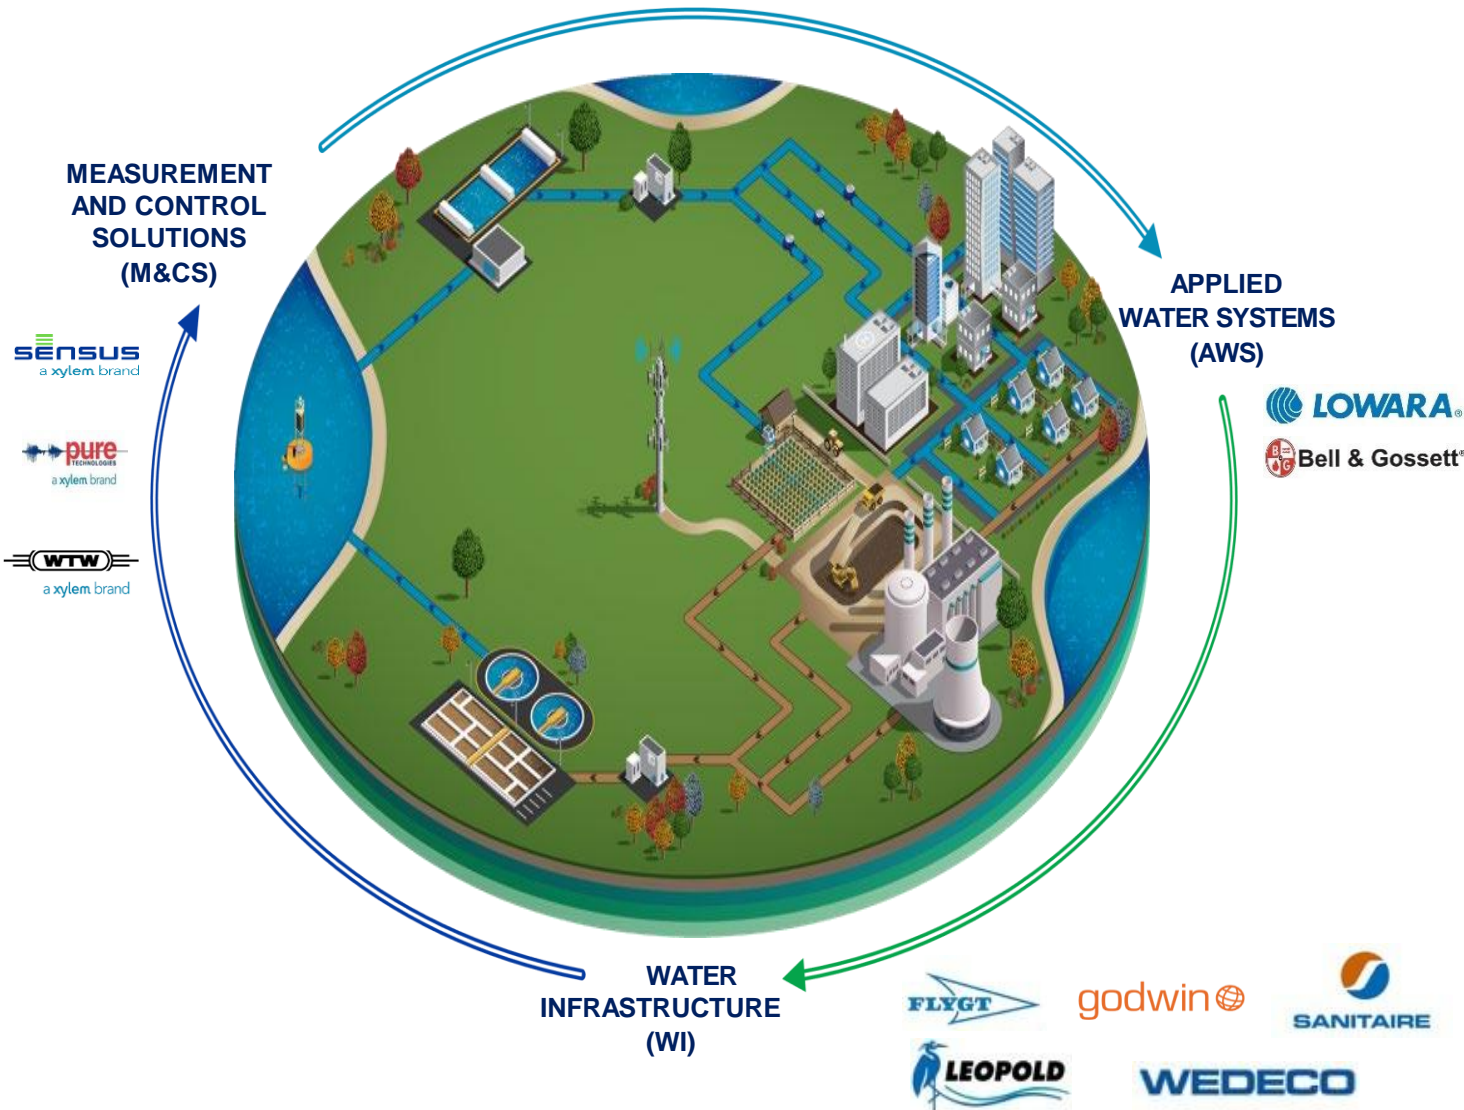 MEASUREMENT
AND CONTROL
SOLUTIONS
(M&CS)
sensus
a xylem brand
pure
TECHNOLOGIES
a xylem brand
WTW
a xylem brand
APPLIED
WATER SYSTEMS
(AWS)
LOWARA®
B&G
Bell & Gossett®
WATER
INFRASTRUCTURE
(WI)
FLYGT
godwin
SANITAIRE
LEOPOLD
WEDECO